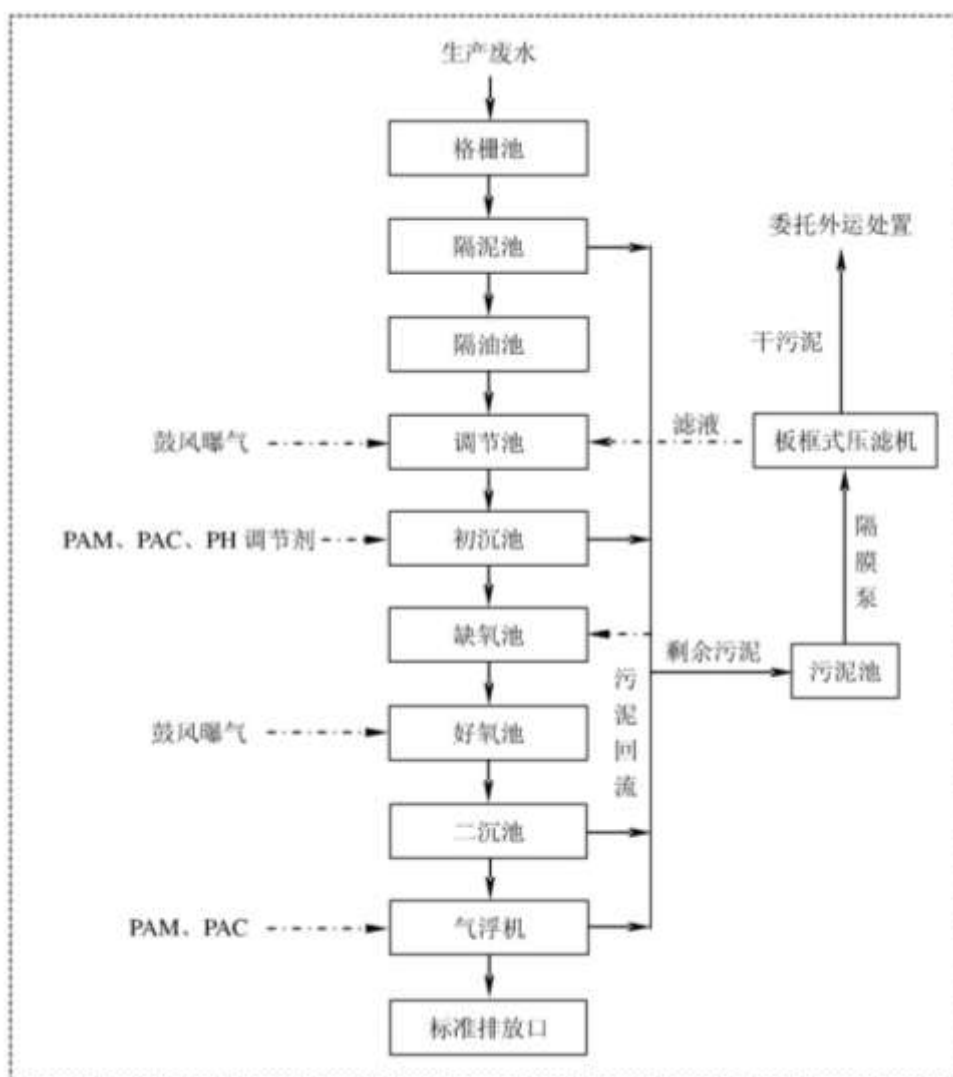 生产废水
格栅池
隔泥池
委托外运处置
隔油池
干污泥
鼓风曝气
调节池
滤液
板框式压滤机
PAM、PAC、PH 调节剂
初沉池
隔膜泵
缺氧池
剩余污泥
污泥池
污泥回流
鼓风曝气
好氧池
二沉池
PAM、PAC
气浮机
标准排放口